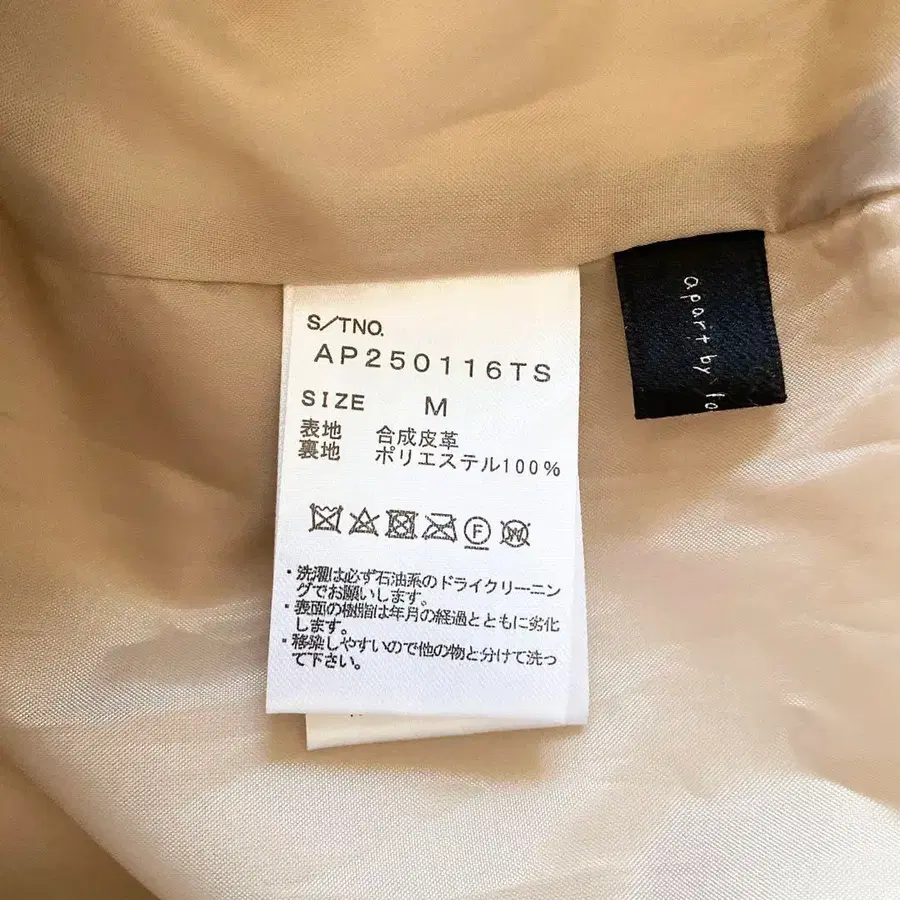 S/TNO.
AP250116TS
SIZE M
表地 合成皮革
裏地 ポリエステル100%
F
W
・洗濯は必ず石油系のドライクリーニン
グでお願いします。
・表面の樹脂は年月の経過とともに劣化
します。
・移染しやすいので他の物と分けて洗っ
て下さい。
apart by lo